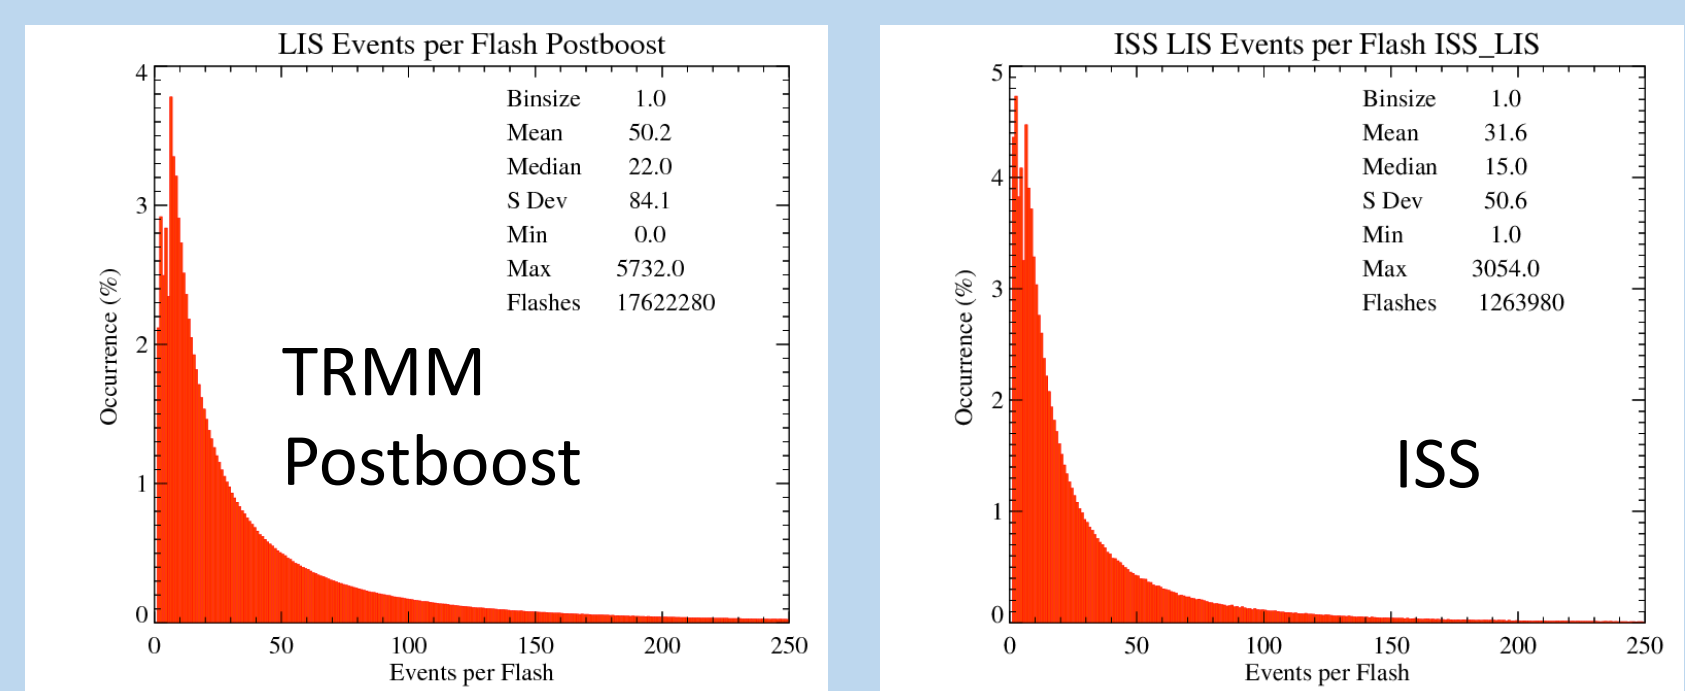 LIS Events per Flash Postboost
4
3
2
1
0
Occurrence (%)
Binsize 1.0
Mean 50.2
Median 22.0
S Dev 84.1
Min 0.0
Max 5732.0
Flashes 17622280
TRMM
Postboost
0 50 100 150 200 250
Events per Flash
ISS LIS Events per Flash ISS_LIS
5
4
3
2
1
0
Occurrence (%)
Binsize 1.0
Mean 31.6
Median 15.0
S Dev 50.6
Min 1.0
Max 3054.0
Flashes 1263980
ISS
0 50 100 150 200 250
Events per Flash